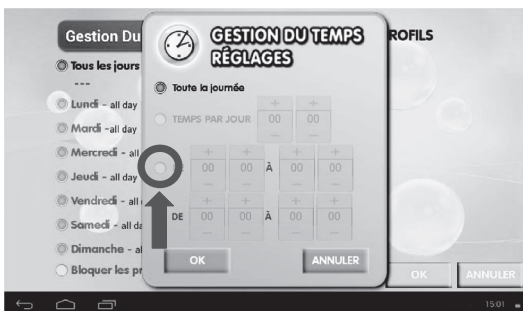 Gestion Du
ROFILS
Tous les jours
---
Lundi - all day
Mardi -all day
Mercredi - all
Jeudi - all day
Vendredi - all
Samedi - all da
Dimanche - al
Bloquer les pr
OK ANNULER
GESTION DU TEMPS
RÉGLAGES
Toute la journée
+ +
TEMPS PAR JOUR 00 00
- -
+ + + +
00 00 À 00 00
- - - -
+ + + +
DE 00 00 À 00 00
- - - -
OK ANNULER
15:01